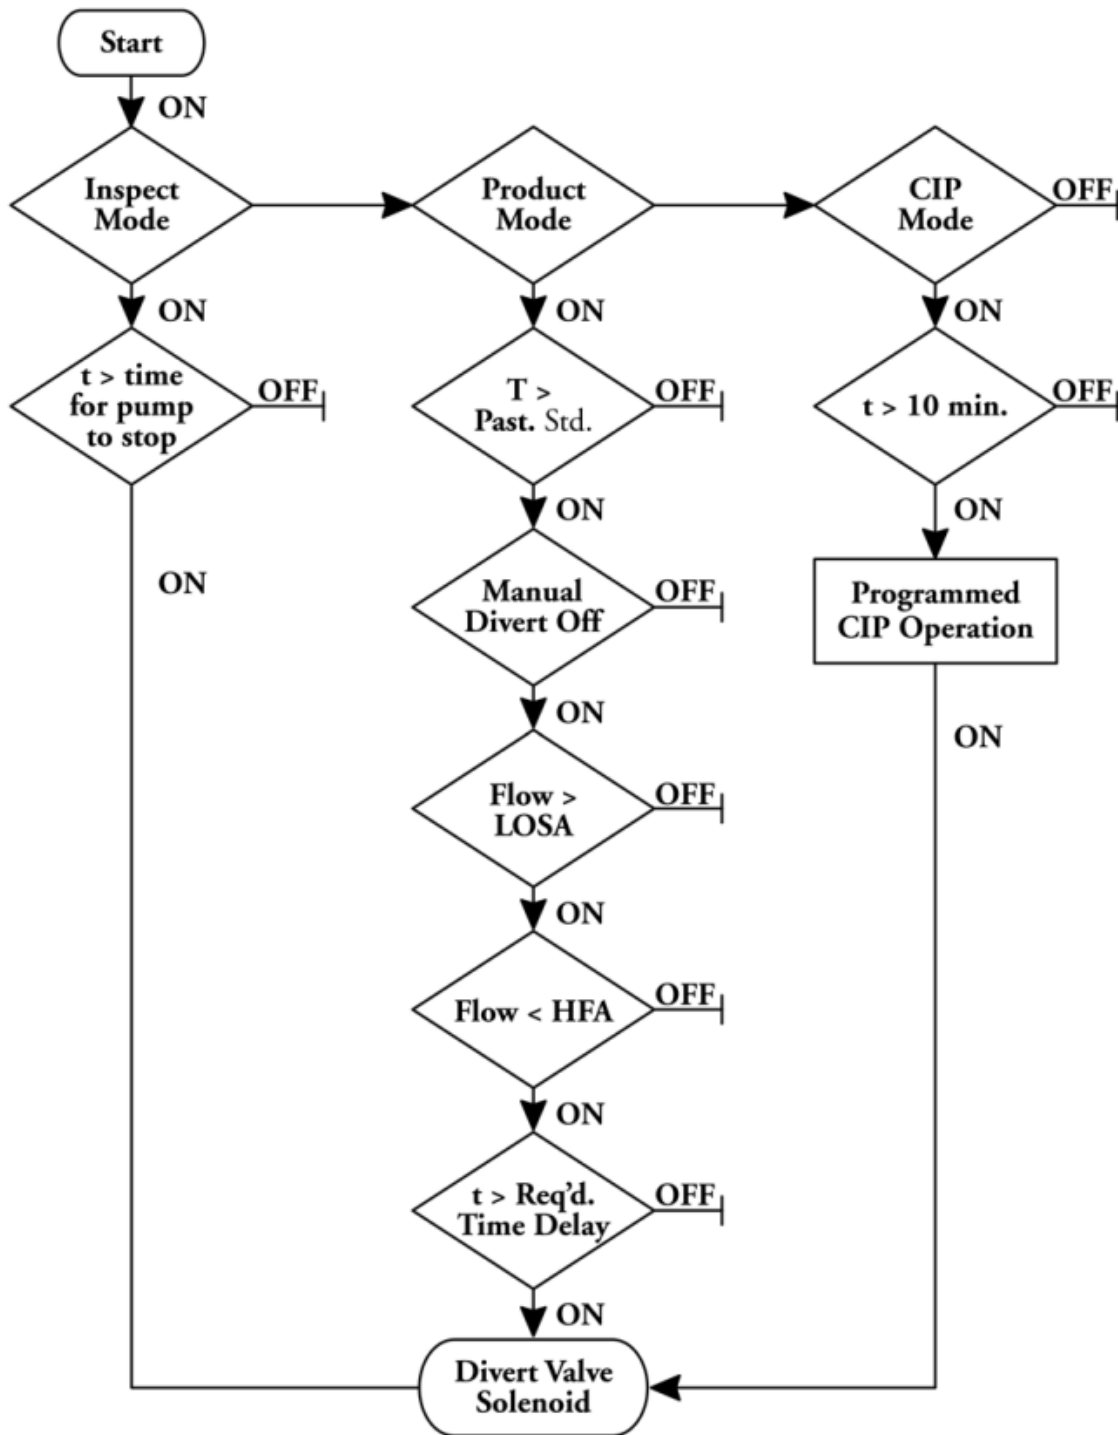 Start
ON
Inspect
Mode
Product
Mode
CIP
Mode
OFF
ON
ON
ON
t > time
for pump
to stop
OFF
T >
Past. Std.
OFF
t > 10 min.
OFF
ON
ON
ON
Manual
Divert Off
OFF
Programmed
CIP Operation
ON
ON
Flow >
LOSA
OFF
ON
Flow < HFA
OFF
ON
t > Req'd.
Time Delay
OFF
ON
Divert Valve
Solenoid